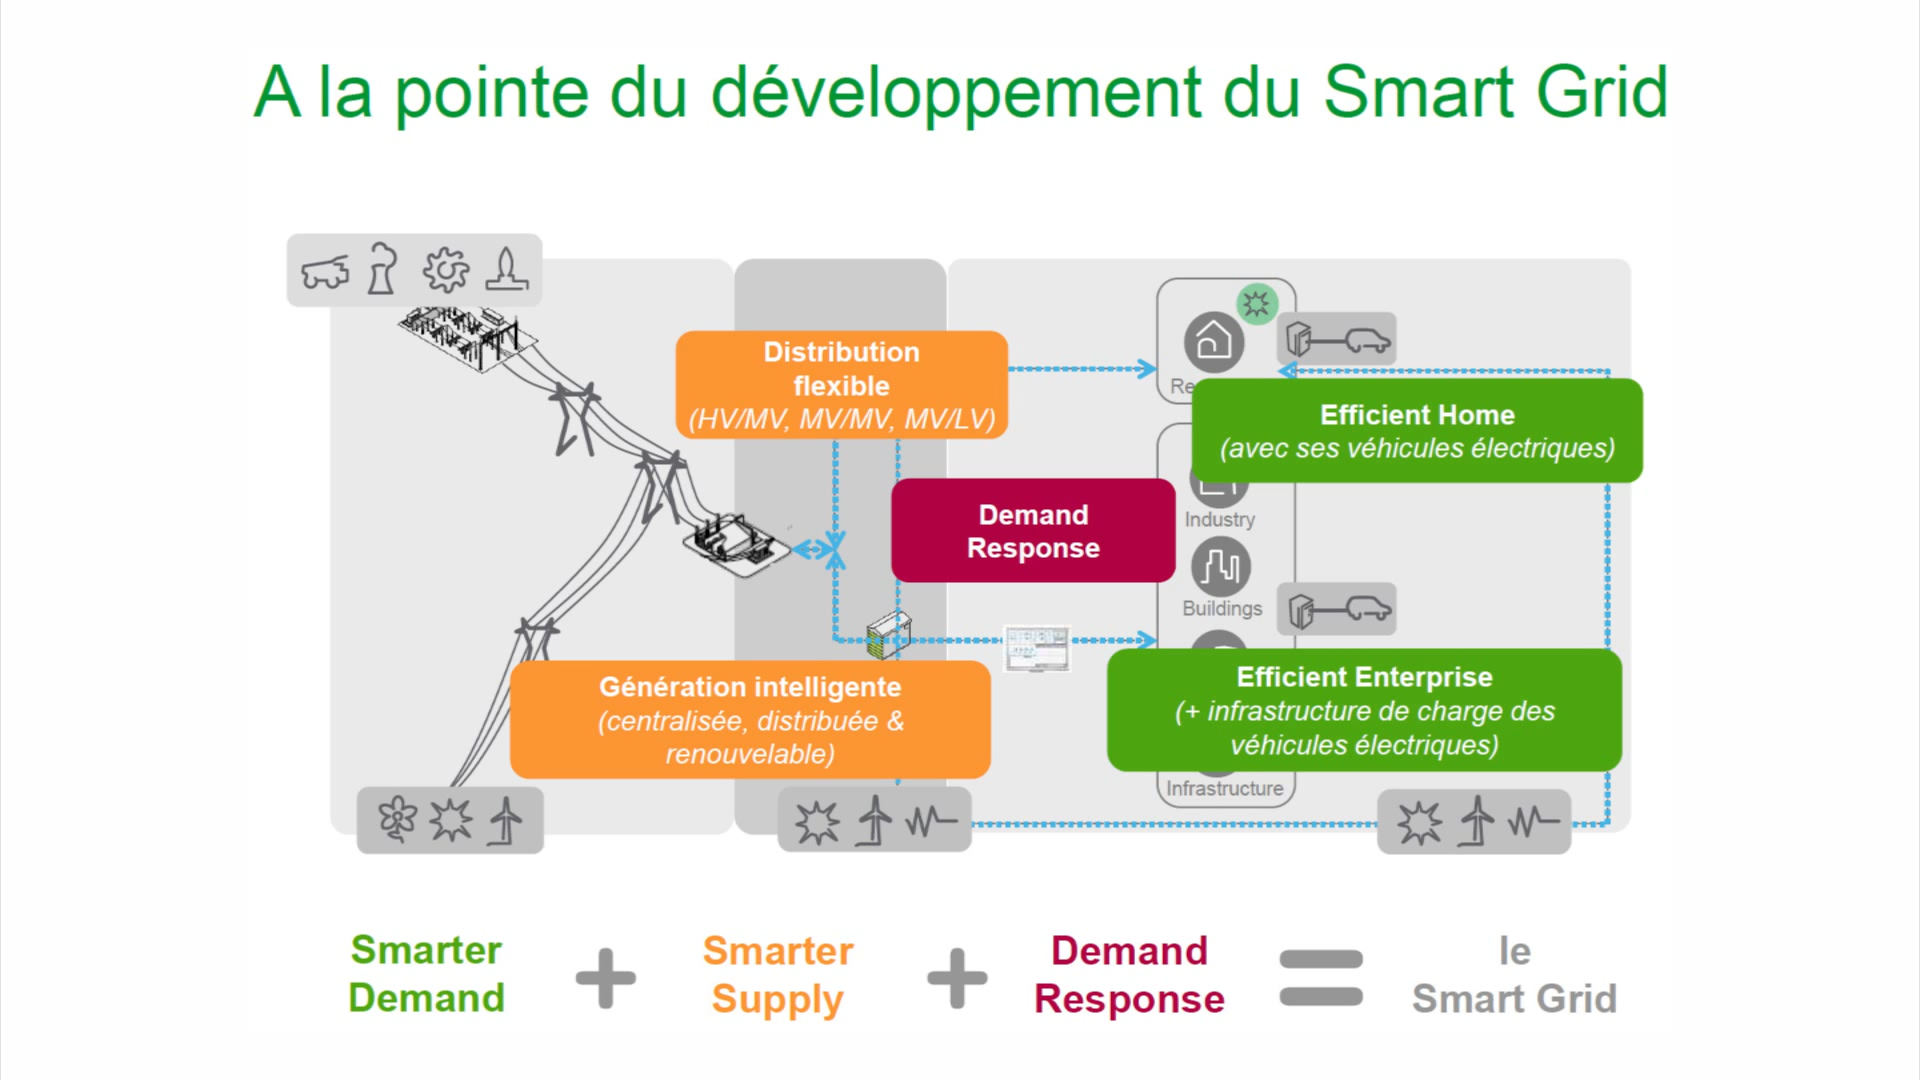 A la pointe du développement du Smart Grid
Distribution
flexible
(HV/MV, MV/MV, MV/LV)
Efficient Home
(avec ses véhicules électriques)
Demand
Response
Industry
Buildings
Génération intelligente
(centralisée, distribuée &
renouvelable)
Efficient Enterprise
(+ infrastructure de charge des
véhicules électriques)
Infrastructure
Smarter
Demand
+
Smarter
Supply
+
Demand
Response
=
le
Smart Grid